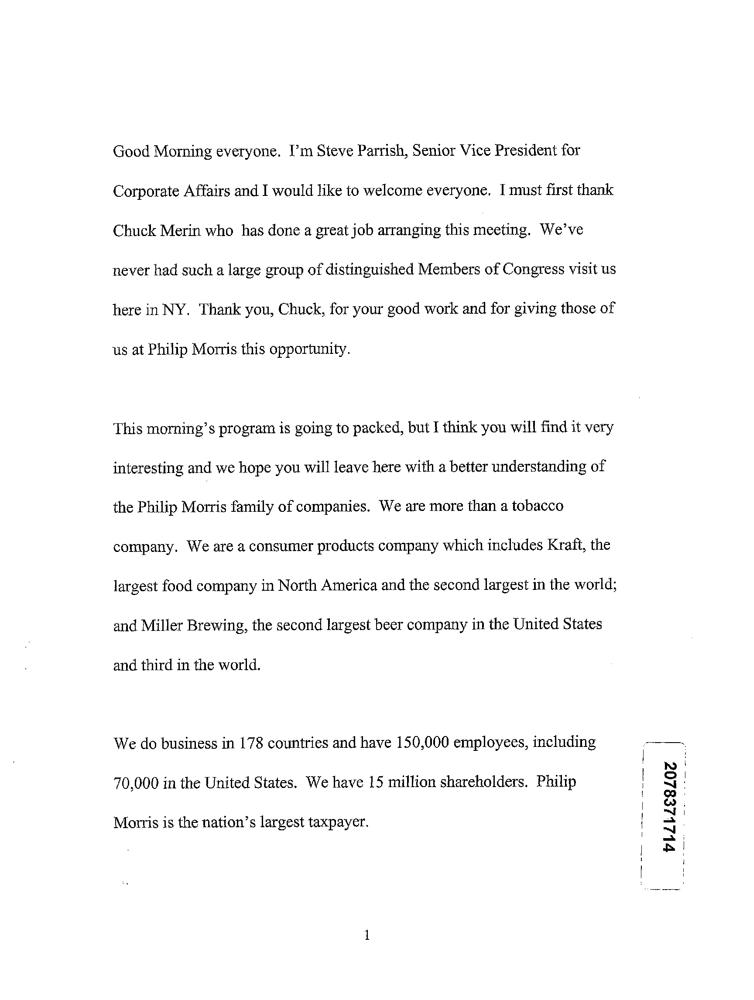 Good Morning everyone.  I'm Steve Parrish, Senior Vice President for
Corporate Affairs and I would like to welcome everyone.  I must first thank
Chuck Merin who  has done a great job arranging this meeting.  We've
never had such a large group of distinguished Members of Congress visit us
here in NY.  Thank you, Chuck, for your good work and for giving those of
us at Philip Morris this opportunity.
This morning's program is going to packed, but I think you will find it very
interesting and we hope you will leave here with a better understanding of
the Philip Morris family of companies.  We are more than a tobacco
company.  We are a consumer products company which includes Kraft, the
largest food company in North America and the second largest in the world;
and Miller Brewing, the second largest beer company in the United States
and third in the world.
We do business in 178 countries and have 150,000 employees, including
70,000 in the United States.  We have 15 million shareholders.  Philip
Morris is the nation's largest taxpayer.
2078371714
1